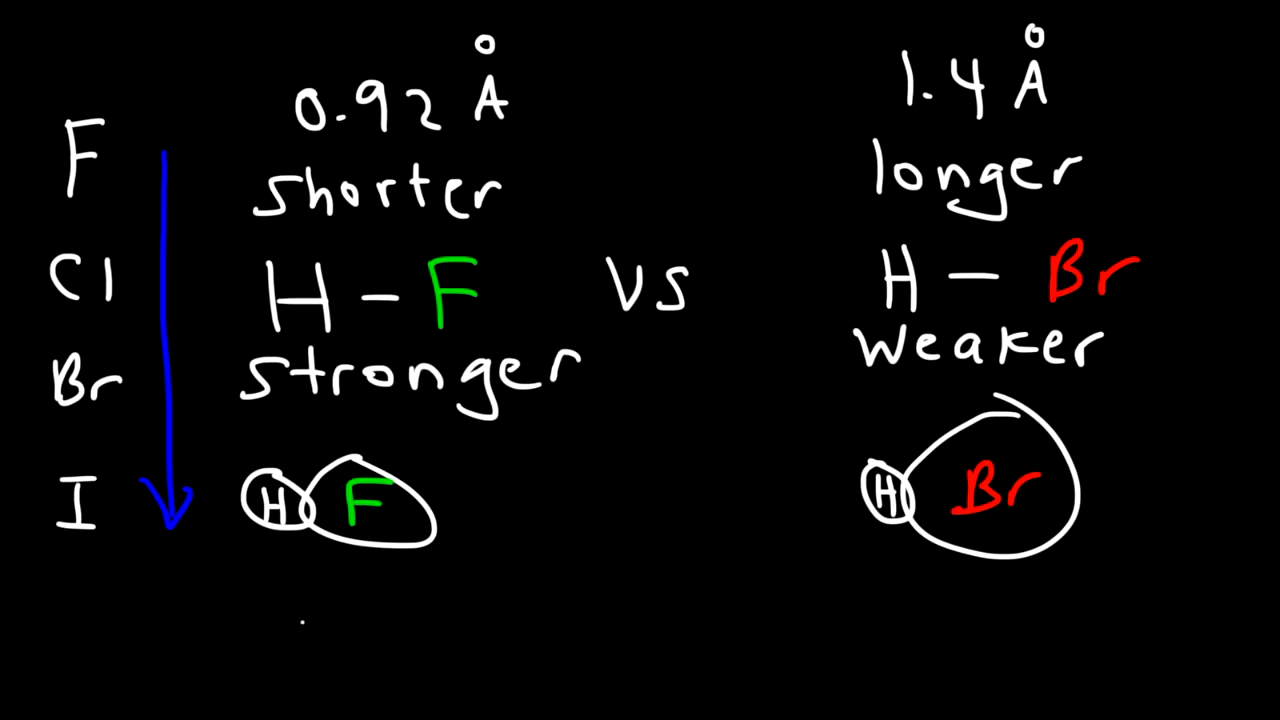 F
Cl
Br
I
0.92 Å
shorter
H – F
stronger
H F
vs
1.4 Å
longer
H – Br
weaker
H Br